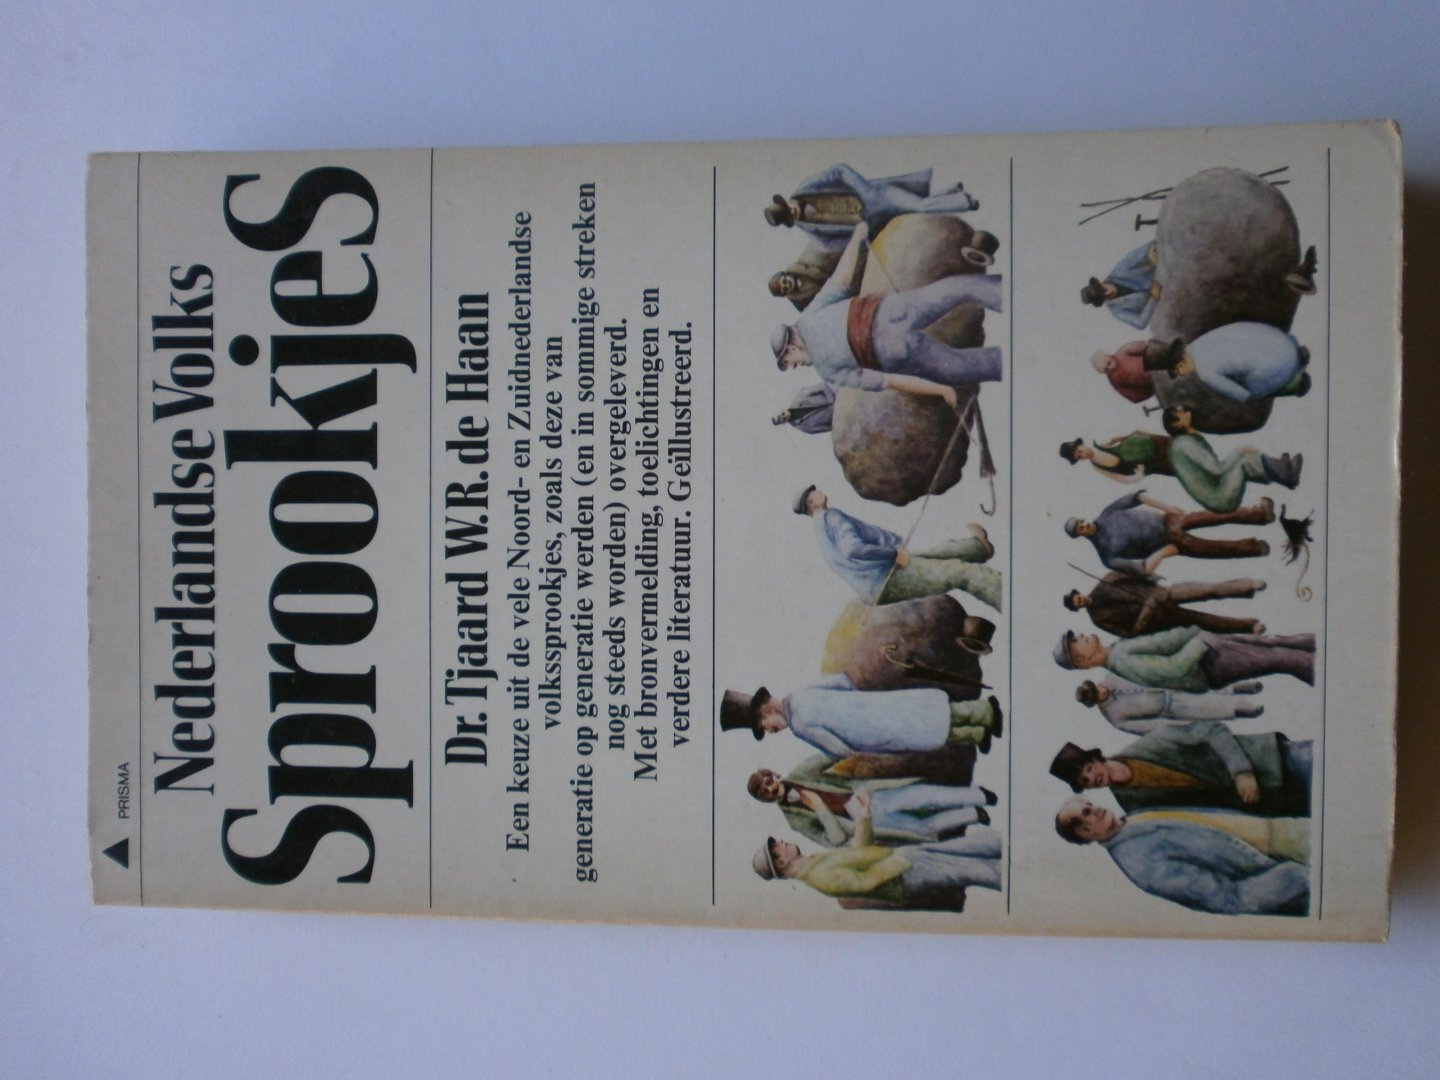 PRISMA
Nederlandse Volks
Sprookjes
Dr. Tjaard W.R. de Haan
Een keuze uit de vele Noord- en Zuidnederlandse
volkssprookjes, zoals deze van
generatie op generatie werden (en in sommige streken
nog steeds worden) overgeleverd.
Met bronvermelding, toelichtingen en
verdere literatuur. Geïllustreerd.